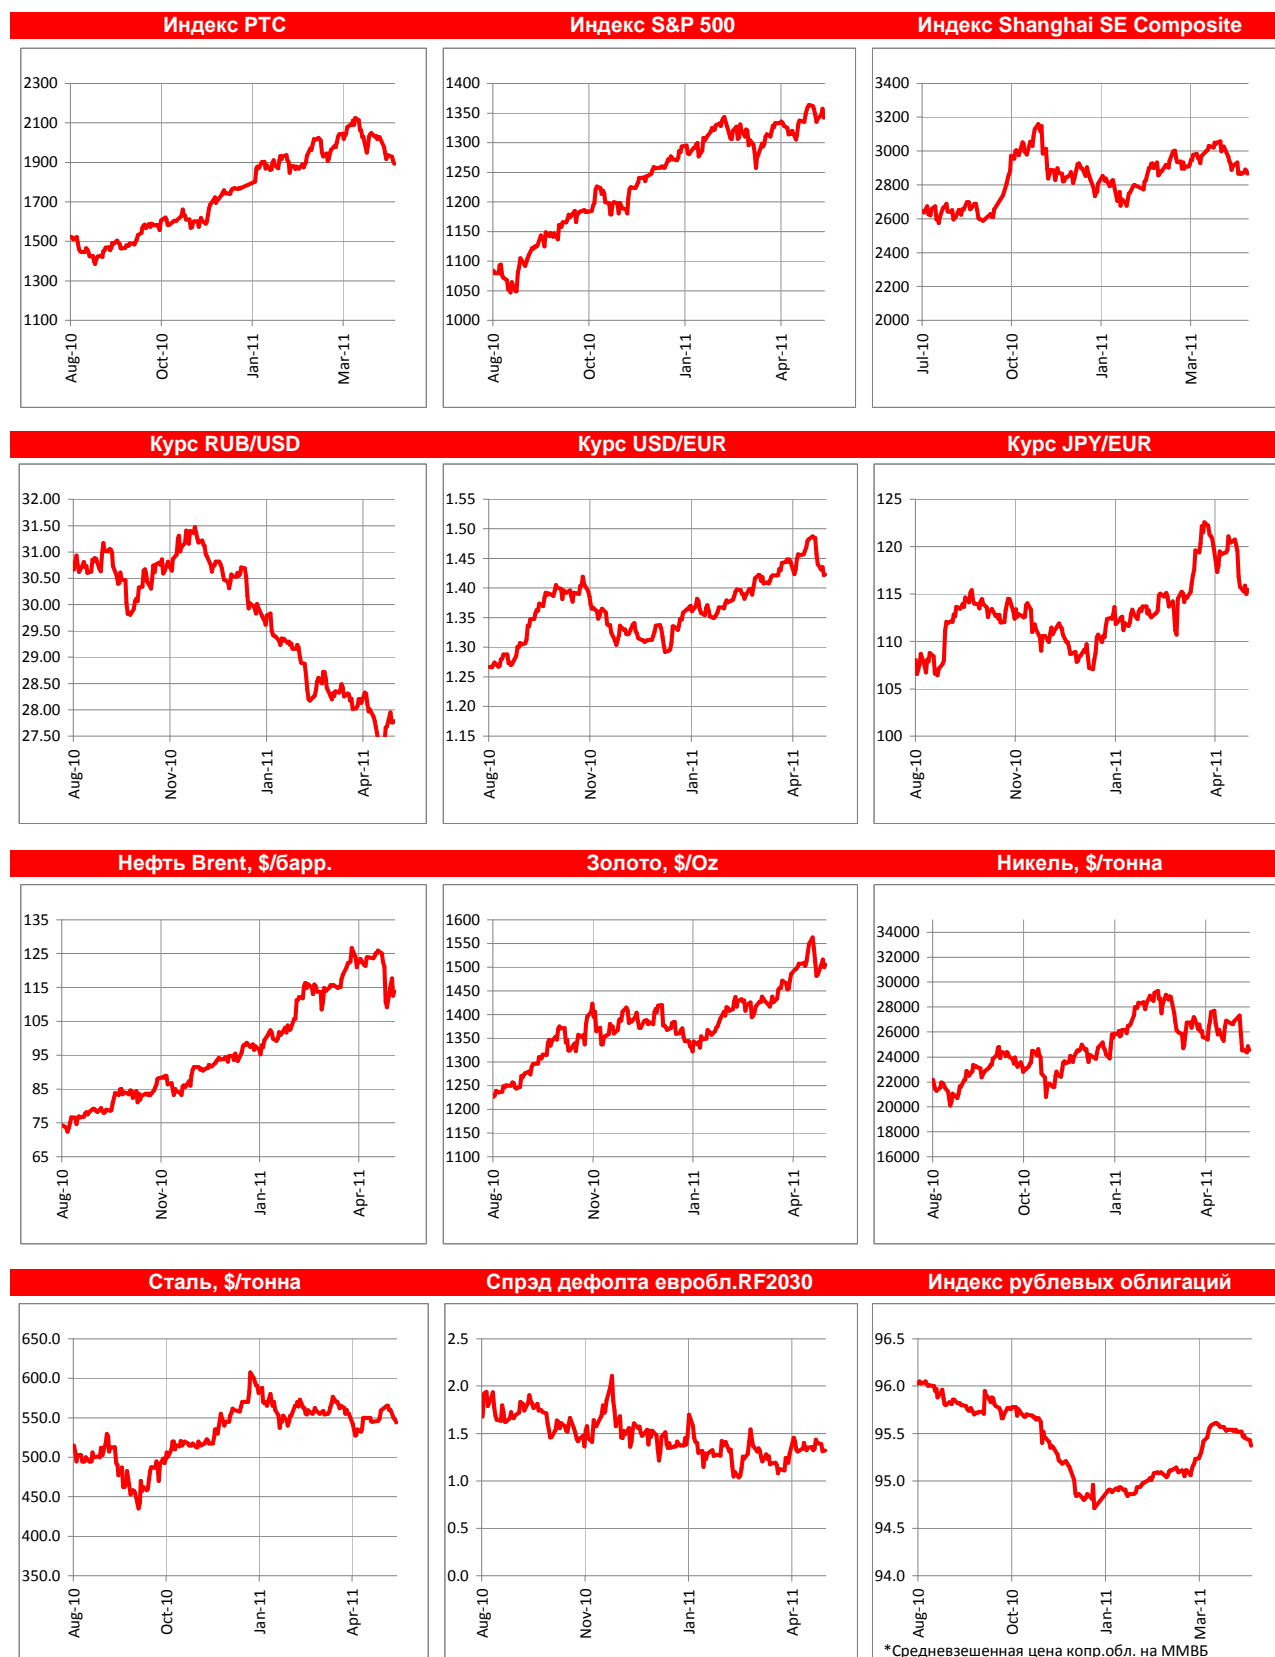 Индекс РТС
Индекс S&P 500
Индекс Shanghai SE Composite
2300
2100
1900
1700
1500
1300
1100
Aug-10
Oct-10
Jan-11
Mar-11
1400
1350
1300
1250
1200
1150
1100
1050
1000
Aug-10
Oct-10
Jan-11
Apr-11
3400
3200
3000
2800
2600
2400
2200
2000
Jul-10
Oct-10
Jan-11
Mar-11
Курс RUB/USD
Курс USD/EUR
Курс JPY/EUR
32.00
31.50
31.00
30.50
30.00
29.50
29.00
28.50
28.00
27.50
Aug-10
Nov-10
Jan-11
Apr-11
1.55
1.50
1.45
1.40
1.35
1.30
1.25
1.20
1.15
Aug-10
Nov-10
Jan-11
Apr-11
125
120
115
110
105
100
Aug-10
Nov-10
Jan-11
Apr-11
Нефть Brent, $/барр.
Золото, $/Oz
Никель, $/тонна
135
125
115
105
95
85
75
65
Aug-10
Nov-10
Jan-11
Apr-11
1600
1550
1500
1450
1400
1350
1300
1250
1200
1150
1100
Aug-10
Nov-10
Jan-11
Apr-11
34000
32000
30000
28000
26000
24000
22000
20000
18000
16000
Aug-10
Oct-10
Jan-11
Apr-11
Сталь, $/тонна
Спрэд дефолта евробл.RF2030
Индекс рублевых облигаций
650.0
600.0
550.0
500.0
450.0
400.0
350.0
Aug-10
Oct-10
Jan-11
Apr-11
2.5
2.0
1.5
1.0
0.5
0.0
Aug-10
Nov-10
Jan-11
Apr-11
96.5
96.0
95.5
95.0
94.5
94.0
Aug-10
Oct-10
Jan-11
Mar-11
*Средневзешенная цена копр.обл. на ММВБ